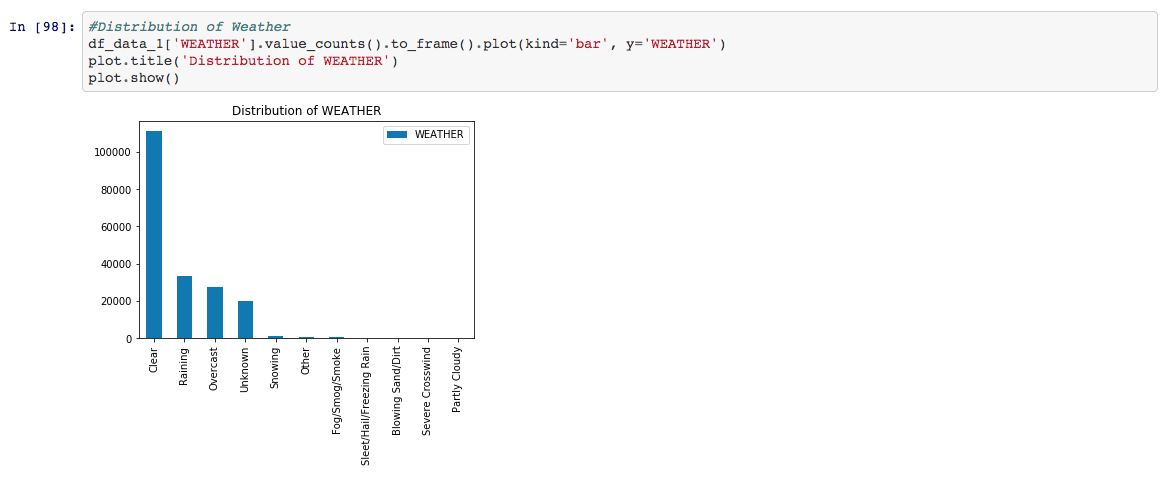 In [98]:
#Distribution of Weather
df_data_1['WEATHER'].value_counts().to_frame().plot(kind='bar', y='WEATHER')
plot.title('Distribution of WEATHER')
plot.show()
Distribution of WEATHER
WEATHER
100000
80000
60000
40000
20000
0
Clear
Raining
Overcast
Unknown
Snowing
Other
Fog/Smog/Smoke
Sleet/Hail/Freezing Rain
Blowing Sand/Dirt
Severe Crosswind
Partly Cloudy